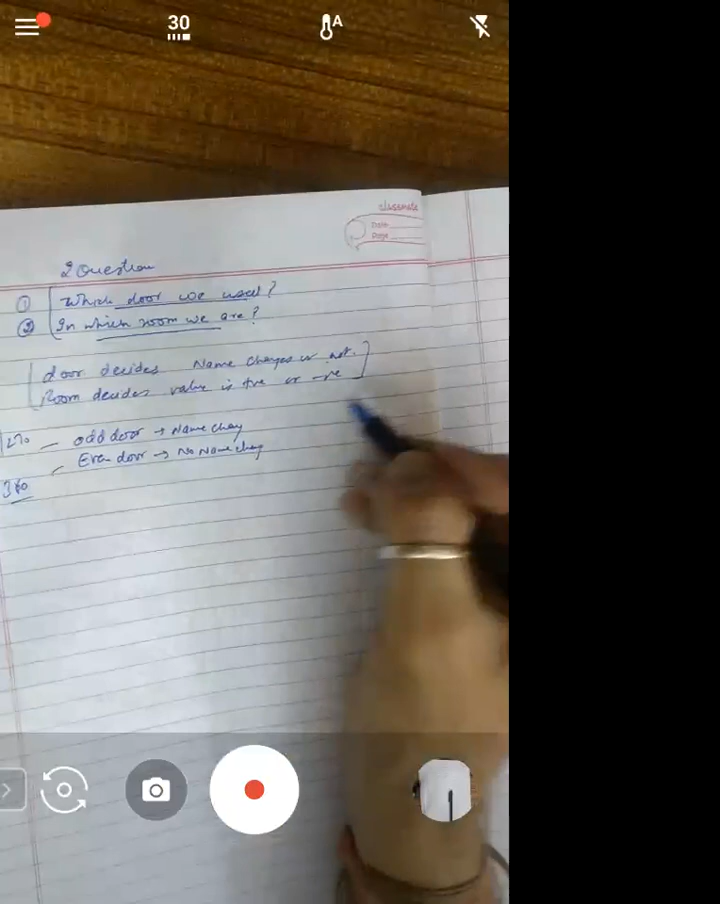 30
A
classmate
Date
Page
2 Question
① Which door we used?
② In which room we are?
door decides Name changes or not.
Room decides value is +ve or -ve
270 — odd door → Name chang
Even door → No Name chang
360